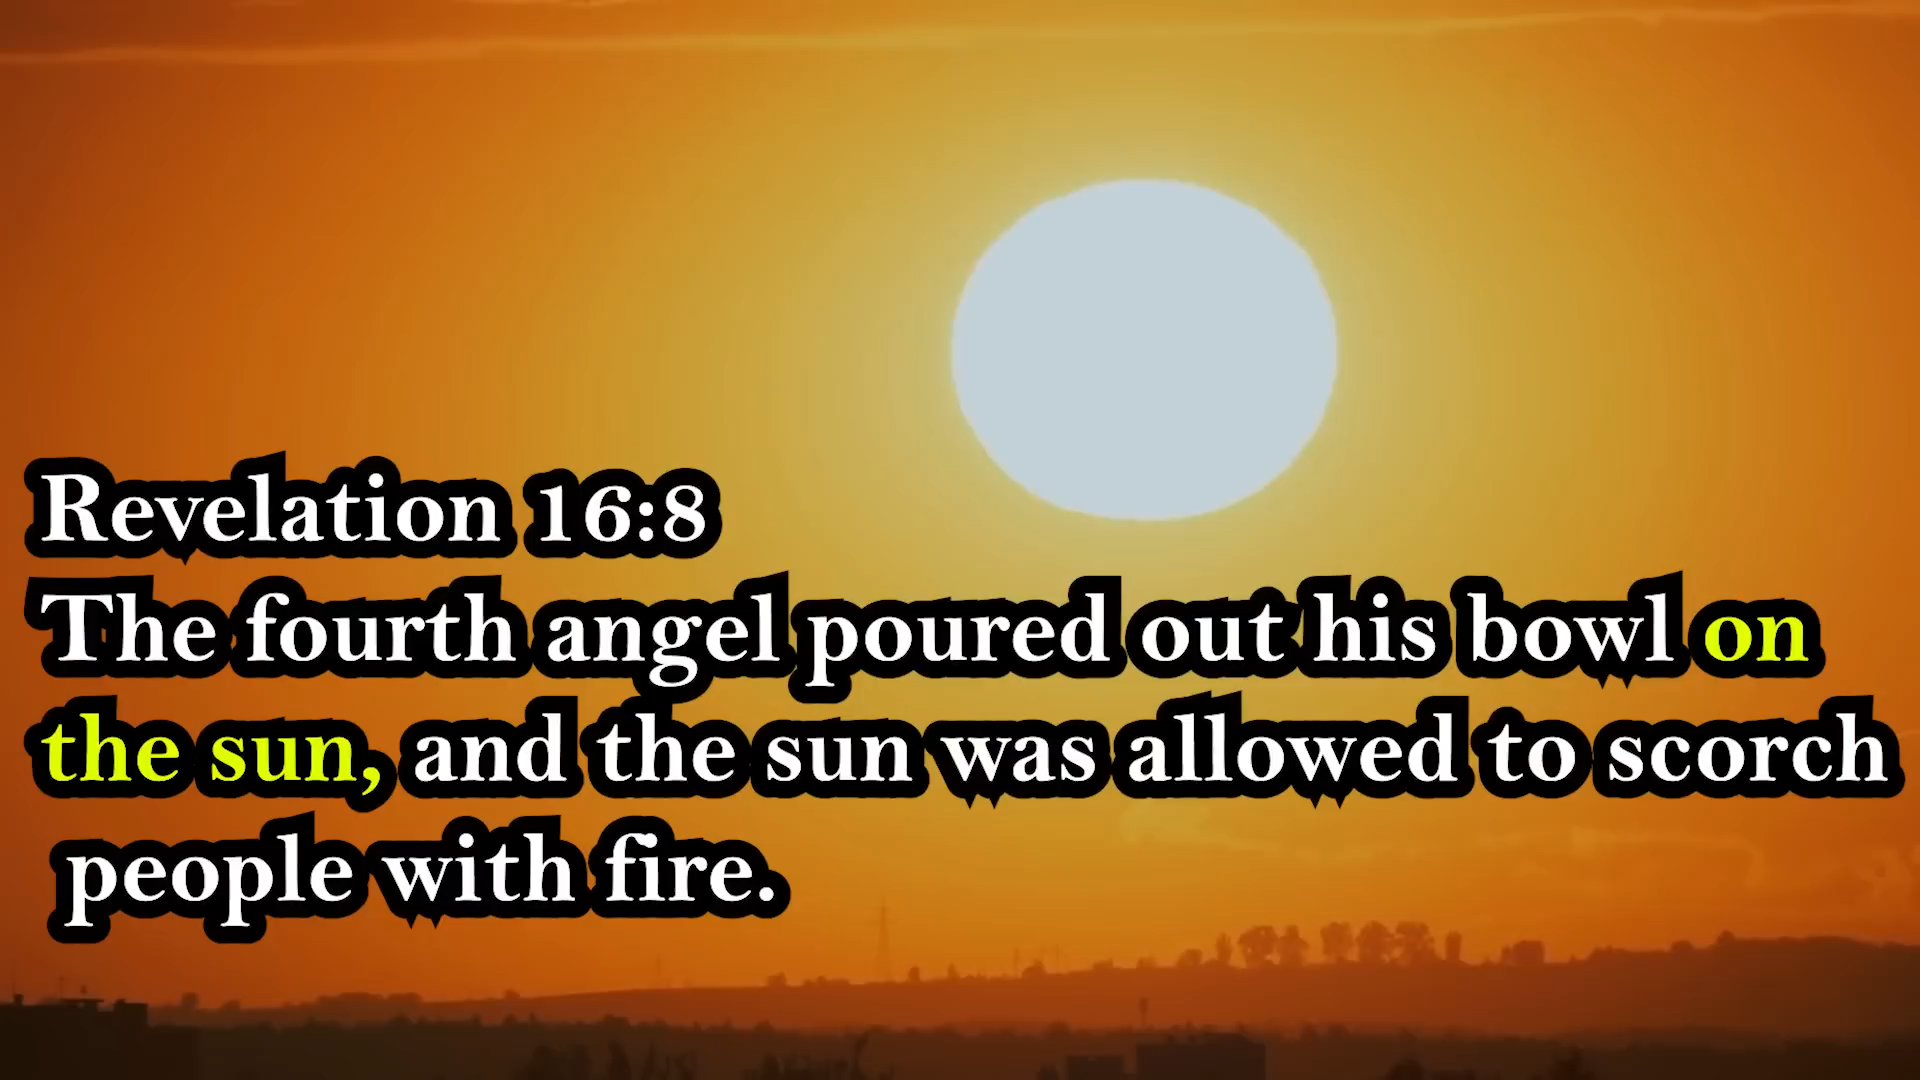 Revelation 16:8
The fourth angel poured out his bowl on
the sun, and the sun was allowed to scorch
people with fire.